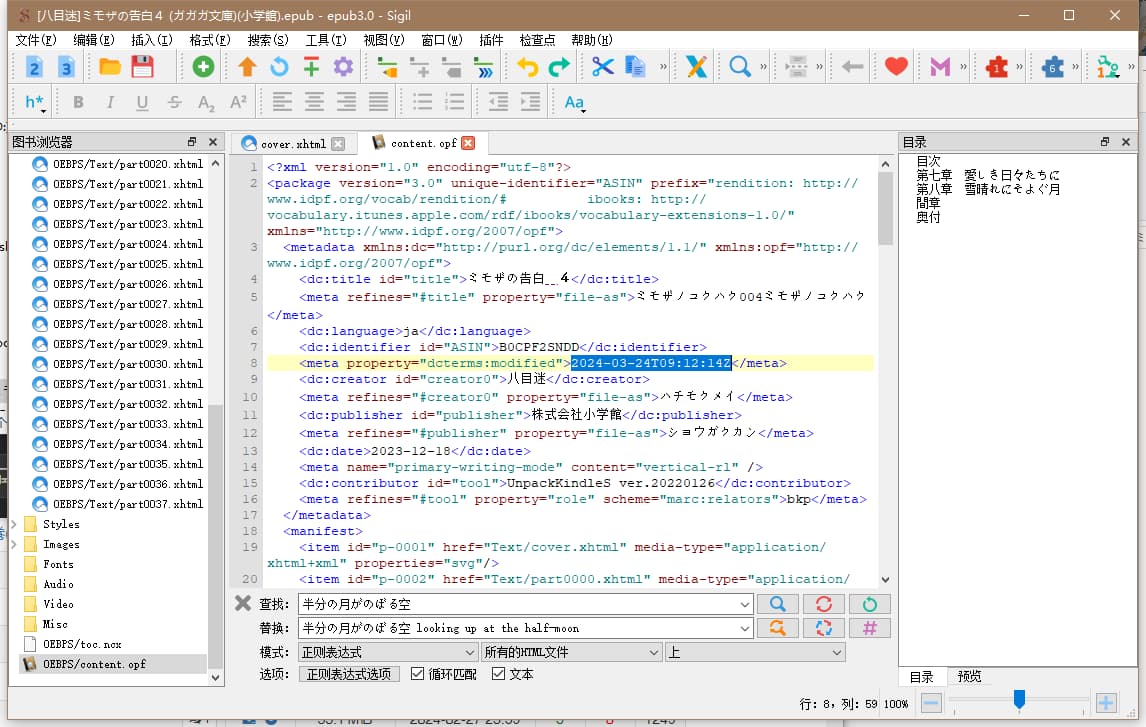 [八目迷]ミモザの告白４ (ガガガ文庫)(小学館).epub - epub3.0 - Sigil
文件(F) 编辑(E) 插入(I) 格式(F) 搜索(S) 工具(T) 视图(V) 窗口(W) 插件 检查点 帮助(H)
图书浏览器
OEBPS/Text/part0020.xhtml
OEBPS/Text/part0021.xhtml
OEBPS/Text/part0022.xhtml
OEBPS/Text/part0023.xhtml
OEBPS/Text/part0024.xhtml
OEBPS/Text/part0025.xhtml
OEBPS/Text/part0026.xhtml
OEBPS/Text/part0027.xhtml
OEBPS/Text/part0028.xhtml
OEBPS/Text/part0029.xhtml
OEBPS/Text/part0030.xhtml
OEBPS/Text/part0031.xhtml
OEBPS/Text/part0032.xhtml
OEBPS/Text/part0033.xhtml
OEBPS/Text/part0034.xhtml
OEBPS/Text/part0035.xhtml
OEBPS/Text/part0036.xhtml
OEBPS/Text/part0037.xhtml
Styles
Images
Fonts
Audio
Video
Misc
OEBPS/toc.ncx
OEBPS/content.opf
cover.xhtml content.opf
1 <?xml version="1.0" encoding="utf-8"?>
2 <package version="3.0" unique-identifier="ASIN" prefix="rendition: http://
www.idpf.org/vocab/rendition/# ibooks: http://
vocabulary.itunes.apple.com/rdf/ibooks/vocabulary-extensions-1.0/"
xmlns="http://www.idpf.org/2007/opf">
3 <metadata xmlns:dc="http://purl.org/dc/elements/1.1/" xmlns:opf="http://
www.idpf.org/2007/opf">
4 <dc:title id="title">ミモザの告白 ４</dc:title>
5 <meta refines="#title" property="file-as">ミモザノコクハク004ミモザノコクハク
</meta>
6 <dc:language>ja</dc:language>
7 <dc:identifier id="ASIN">B0CPF2SNDD</dc:identifier>
8 <meta property="dcterms:modified">2024-03-24T09:12:14Z</meta>
9 <dc:creator id="creator0">八目迷</dc:creator>
10 <meta refines="#creator0" property="file-as">ハチモクメイ</meta>
11 <dc:publisher id="publisher">株式会社小学館</dc:publisher>
12 <meta refines="#publisher" property="file-as">ショウガクカン</meta>
13 <dc:date>2023-12-18</dc:date>
14 <meta name="primary-writing-mode" content="vertical-rl" />
15 <dc:contributor id="tool">UnpackKindleS ver.20220126</dc:contributor>
16 <meta refines="#tool" property="role" scheme="marc:relators">bkp</meta>
17 </metadata>
18 <manifest>
19 <item id="p-0001" href="Text/cover.xhtml" media-type="application/
xhtml+xml" properties="svg"/>
20 <item id="p-0002" href="Text/part0000.xhtml" media-type="application/
查找: 半分の月がのぼる空
替换: 半分の月がのぼる空 looking up at the half-moon
模式: 正则表达式 所有的HTML文件 上
选项: 正则表达式选项 循环匹配 文本
目录
目次
第七章 愛しき日々たちに
第八章 雪晴れにそよぐ月
間章
奥付
目录 预览
行: 8, 列: 59 100%